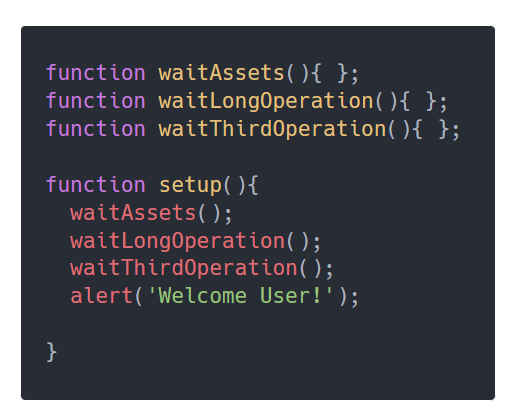 function waitAssets(){ };
function waitLongOperation(){ };
function waitThirdOperation(){ };
function setup(){
waitAssets();
waitLongOperation();
waitThirdOperation();
alert('Welcome User!');
}